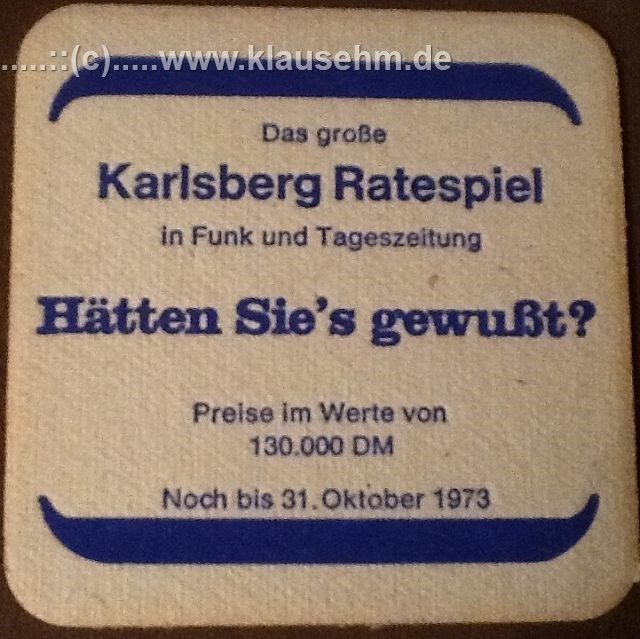 .....::(c).....www.klausehm.de
Das große
Karlsberg Ratespiel
in Funk und Tageszeitung
Hätten Sie's gewußt?
Preise im Werte von
130.000 DM
Noch bis 31. Oktober 1973